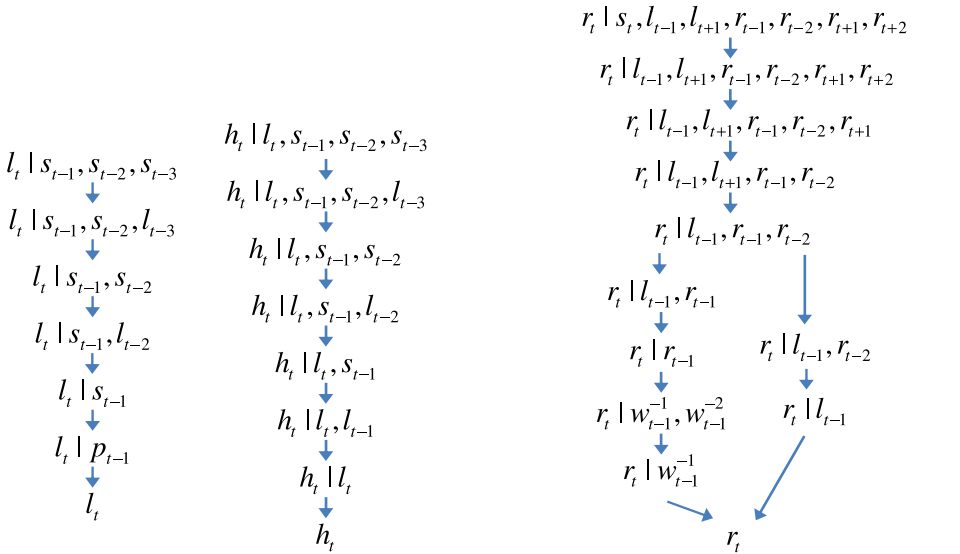 l_t | s_{t−1}, s_{t−2}, s_{t−3}
l_t | s_{t−1}, s_{t−2}, l_{t−3}
l_t | s_{t−1}, s_{t−2}
l_t | s_{t−1}, l_{t−2}
l_t | s_{t−1}
l_t | p_{t−1}
l_t
h_t | l_t, s_{t−1}, s_{t−2}, s_{t−3}
h_t | l_t, s_{t−1}, s_{t−2}, l_{t−3}
h_t | l_t, s_{t−1}, s_{t−2}
h_t | l_t, s_{t−1}, l_{t−2}
h_t | l_t, s_{t−1}
h_t | l_t, l_{t−1}
h_t | l_t
h_t
r_t | s_t, l_{t−1}, l_{t+1}, r_{t−1}, r_{t−2}, r_{t+1}, r_{t+2}
r_t | l_{t−1}, l_{t+1}, r_{t−1}, r_{t−2}, r_{t+1}, r_{t+2}
r_t | l_{t−1}, l_{t+1}, r_{t−1}, r_{t−2}, r_{t+1}
r_t | l_{t−1}, l_{t+1}, r_{t−1}, r_{t−2}
r_t | l_{t−1}, r_{t−1}, r_{t−2}
r_t | l_{t−1}, r_{t−1}
r_t | r_{t−1}
r_t | w_{t−1}^{−1}, w_{t−1}^{−2}
r_t | w_{t−1}^{−1}
r_t | l_{t−1}, r_{t−2}
r_t | l_{t−1}
r_t